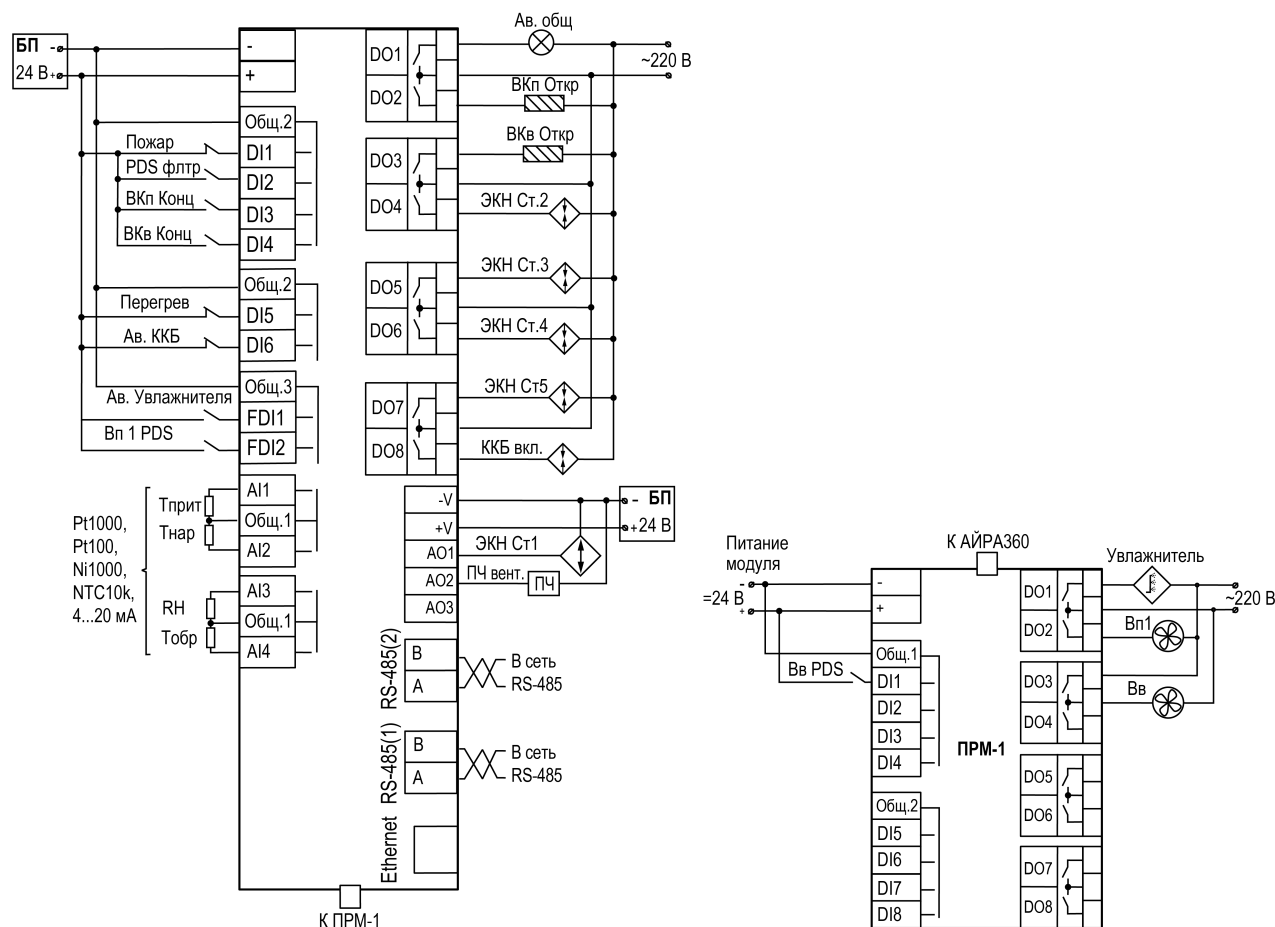 БП -
24 В +
-
+
Общ.2
Пожар
DI1
PDS флтр
DI2
ВКп Конц
DI3
ВКв Конц
DI4
Общ.2
Перегрев
DI5
Ав. ККБ
DI6
Общ.3
Ав. Увлажнителя
FDI1
Вп 1 PDS
FDI2
Pt1000,
Pt100,
Ni1000,
NTC10k,
4...20 мА
Тприт
Тнар
AI1
Общ.1
AI2
RH
Тобр
AI3
Общ.1
AI4
DO1
DO2
DO3
DO4
DO5
DO6
DO7
DO8
Ав. общ
~220 В
ВКп Откр
ВКв Откр
ЭКН Ст.2
ЭКН Ст.3
ЭКН Ст.4
ЭКН Ст5
ККБ вкл.
-V
+V
AO1
AO2
AO3
- БП
+24 В
ЭКН Ст1
ПЧ вент.
ПЧ
RS-485(2)
B
A
В сеть
RS-485
RS-485(1)
B
A
В сеть
RS-485
Ethernet
К ПРМ-1
Питание
модуля
-
=24 В
+
К АЙРА360
-
+
Общ.1
Вв PDS
DI1
DI2
DI3
DI4
Общ.2
DI5
DI6
DI7
DI8
ПРМ-1
DO1
DO2
DO3
DO4
DO5
DO6
DO7
DO8
Увлажнитель
~220 В
Вп1
Вв